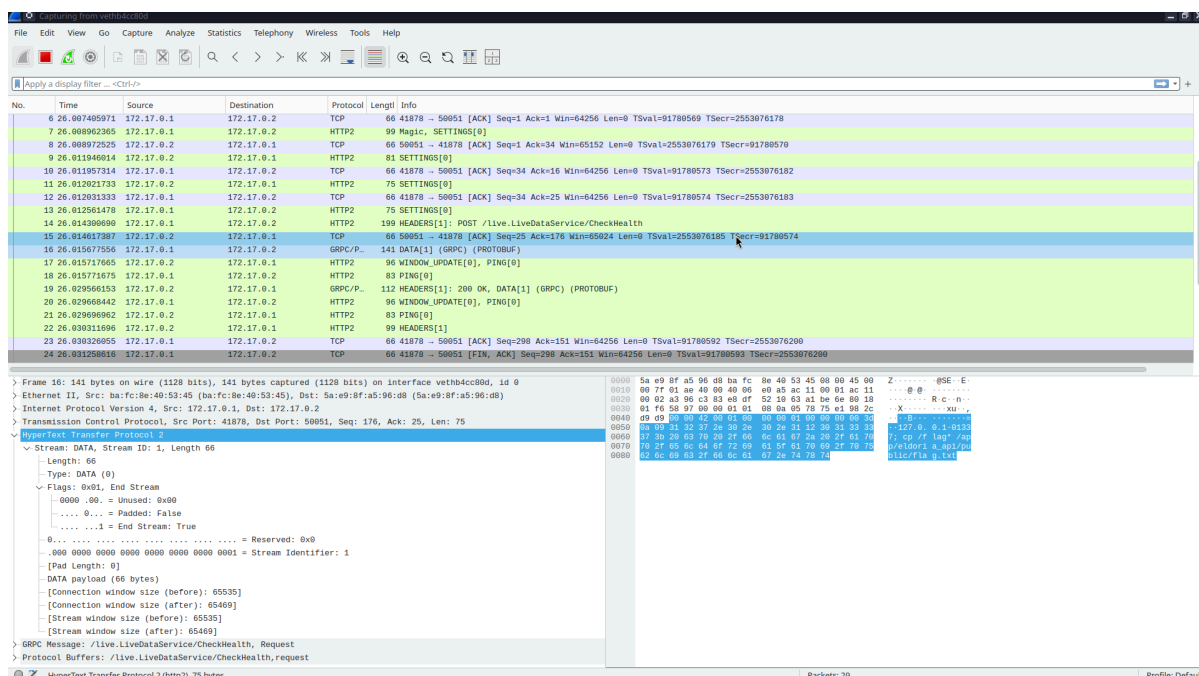 Capturing from vethb4cc80d
File Edit View Go Capture Analyze Statistics Telephony Wireless Tools Help
Apply a display filter ... <Ctrl-/>
No. Time Source Destination Protocol Lengtl Info
6 26.007405971 172.17.0.1 172.17.0.2 TCP 66 41878 → 50051 [ACK] Seq=1 Ack=1 Win=64256 Len=0 TSval=91780569 TSecr=2553076178
7 26.008962365 172.17.0.1 172.17.0.2 HTTP2 99 Magic, SETTINGS[0]
8 26.008972525 172.17.0.2 172.17.0.1 TCP 66 50051 → 41878 [ACK] Seq=1 Ack=34 Win=65152 Len=0 TSval=2553076179 TSecr=91780570
9 26.011946014 172.17.0.2 172.17.0.1 HTTP2 81 SETTINGS[0]
10 26.011957314 172.17.0.1 172.17.0.2 TCP 66 41878 → 50051 [ACK] Seq=34 Ack=16 Win=64256 Len=0 TSval=91780573 TSecr=2553076182
11 26.012021733 172.17.0.2 172.17.0.1 HTTP2 75 SETTINGS[0]
12 26.012031333 172.17.0.1 172.17.0.2 TCP 66 41878 → 50051 [ACK] Seq=34 Ack=25 Win=64256 Len=0 TSval=91780574 TSecr=2553076183
13 26.012561478 172.17.0.1 172.17.0.2 HTTP2 75 SETTINGS[0]
14 26.014300690 172.17.0.1 172.17.0.2 HTTP2 199 HEADERS[1]: POST /live.LiveDataService/CheckHealth
15 26.014617387 172.17.0.2 172.17.0.1 TCP 66 50051 → 41878 [ACK] Seq=25 Ack=176 Win=65024 Len=0 TSval=2553076185 TSecr=91780574
16 26.015677556 172.17.0.1 172.17.0.2 GRPC/P… 141 DATA[1] (GRPC) (PROTOBUF)
17 26.015717665 172.17.0.2 172.17.0.1 HTTP2 96 WINDOW_UPDATE[0], PING[0]
18 26.015771675 172.17.0.1 172.17.0.2 HTTP2 83 PING[0]
19 26.029566153 172.17.0.2 172.17.0.1 GRPC/P… 112 HEADERS[1]: 200 OK, DATA[1] (GRPC) (PROTOBUF)
20 26.029668442 172.17.0.1 172.17.0.2 HTTP2 96 WINDOW_UPDATE[0], PING[0]
21 26.029696962 172.17.0.2 172.17.0.1 HTTP2 83 PING[0]
22 26.030311696 172.17.0.2 172.17.0.1 HTTP2 99 HEADERS[1]
23 26.030326055 172.17.0.1 172.17.0.2 TCP 66 41878 → 50051 [ACK] Seq=298 Ack=151 Win=64256 Len=0 TSval=91780592 TSecr=2553076200
24 26.031258616 172.17.0.1 172.17.0.2 TCP 66 41878 → 50051 [FIN, ACK] Seq=298 Ack=151 Win=64256 Len=0 TSval=91780593 TSecr=2553076200
Frame 16: 141 bytes on wire (1128 bits), 141 bytes captured (1128 bits) on interface vethb4cc80d, id 0
Ethernet II, Src: ba:fc:8e:40:53:45 (ba:fc:8e:40:53:45), Dst: 5a:e9:8f:a5:96:d8 (5a:e9:8f:a5:96:d8)
Internet Protocol Version 4, Src: 172.17.0.1, Dst: 172.17.0.2
Transmission Control Protocol, Src Port: 41878, Dst Port: 50051, Seq: 176, Ack: 25, Len: 75
HyperText Transfer Protocol 2
Stream: DATA, Stream ID: 1, Length 66
Length: 66
Type: DATA (0)
Flags: 0x01, End Stream
0000 .00. = Unused: 0x00
.... 0... = Padded: False
.... ...1 = End Stream: True
0... .... .... .... .... .... .... .... = Reserved: 0x0
.000 0000 0000 0000 0000 0000 0000 0001 = Stream Identifier: 1
[Pad Length: 0]
DATA payload (66 bytes)
[Connection window size (before): 65535]
[Connection window size (after): 65469]
[Stream window size (before): 65535]
[Stream window size (after): 65469]
GRPC Message: /live.LiveDataService/CheckHealth, Request
Protocol Buffers: /live.LiveDataService/CheckHealth,request
0000 5a e9 8f a5 96 d8 ba fc 8e 40 53 45 08 00 45 00 Z······· ·@SE··E·
0010 00 7f 01 ae 40 00 40 06 e0 a5 ac 11 00 01 ac 11 ····@·@· ········
0020 00 02 a3 96 c3 83 e8 df 52 10 63 a1 be 6e 80 18 ········ R·c··n··
0030 01 f6 58 97 00 00 01 01 08 0a 05 78 75 e1 98 2c ··X····· ···xu··,
0040 d9 d9 00 00 42 00 01 00 00 00 01 00 00 00 00 3d ····B··· ·······=
0050 0a 09 31 32 37 2e 30 2e 30 2e 31 12 30 31 33 33 ··127.0. 0.1·0133
0060 37 3b 20 63 70 20 2f 66 6c 61 67 2a 20 2f 61 70 7; cp /f lag* /ap
0070 70 2f 65 6c 64 6f 72 69 61 5f 61 70 69 2f 70 75 p/eldori a_api/pu
0080 62 6c 69 63 2f 66 6c 61 67 2e 74 78 74 blic/fla g.txt
HyperText Transfer Protocol 2 (http2), 75 bytes
Packets: 29
Profile: Defau